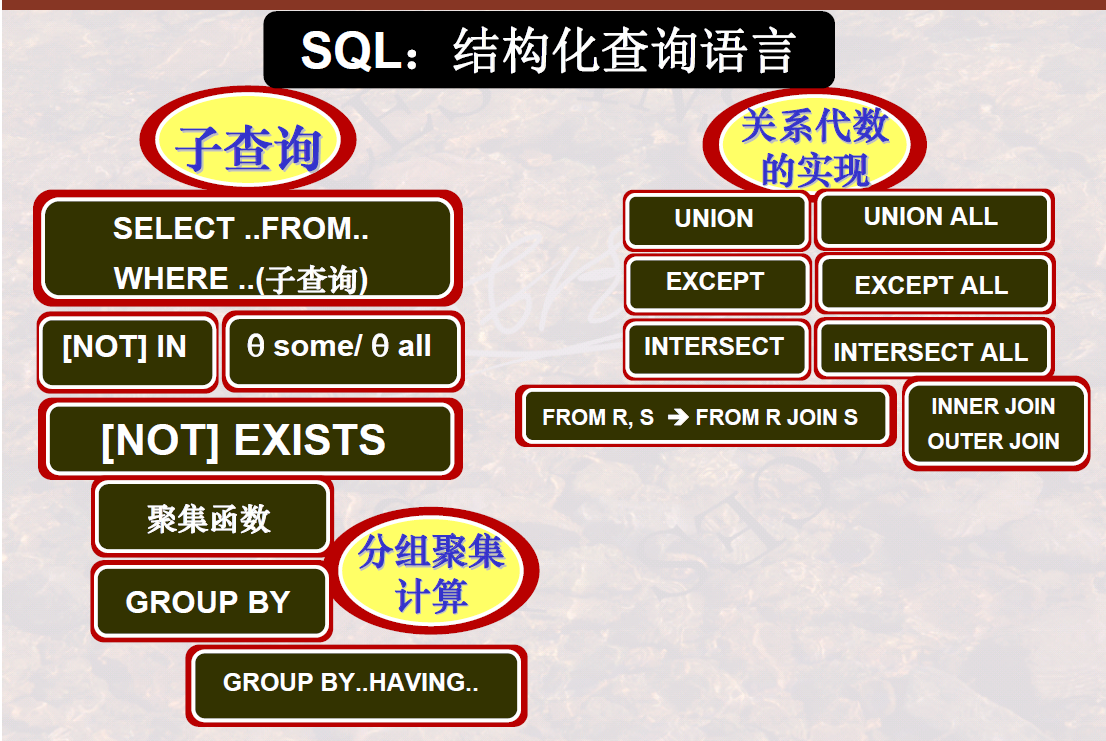 SQL：结构化查询语言
子查询
SELECT ..FROM..
WHERE ..(子查询)
[NOT] IN
θ some/ θ all
[NOT] EXISTS
聚集函数
GROUP BY
分组聚集
计算
GROUP BY..HAVING..
关系代数
的实现
UNION
UNION ALL
EXCEPT
EXCEPT ALL
INTERSECT
INTERSECT ALL
FROM R, S ➔ FROM R JOIN S
INNER JOIN
OUTER JOIN